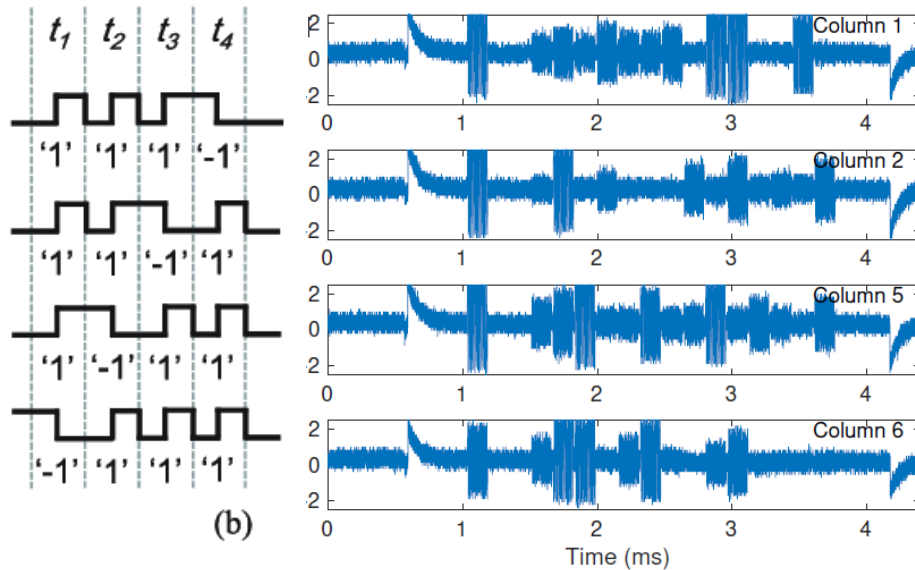 t1 t2 t3 t4
‘1’ ‘1’ ‘1’ ‘-1’
‘1’ ‘1’ ‘-1’ ‘1’
‘1’ ‘-1’ ‘1’ ‘1’
‘-1’ ‘1’ ‘1’ ‘1’
(b)
Column 1
2
0
-2
0 1 2 3 4
Column 2
2
0
-2
0 1 2 3 4
Column 5
2
0
-2
0 1 2 3 4
Column 6
2
0
-2
0 1 2 3 4
Time (ms)